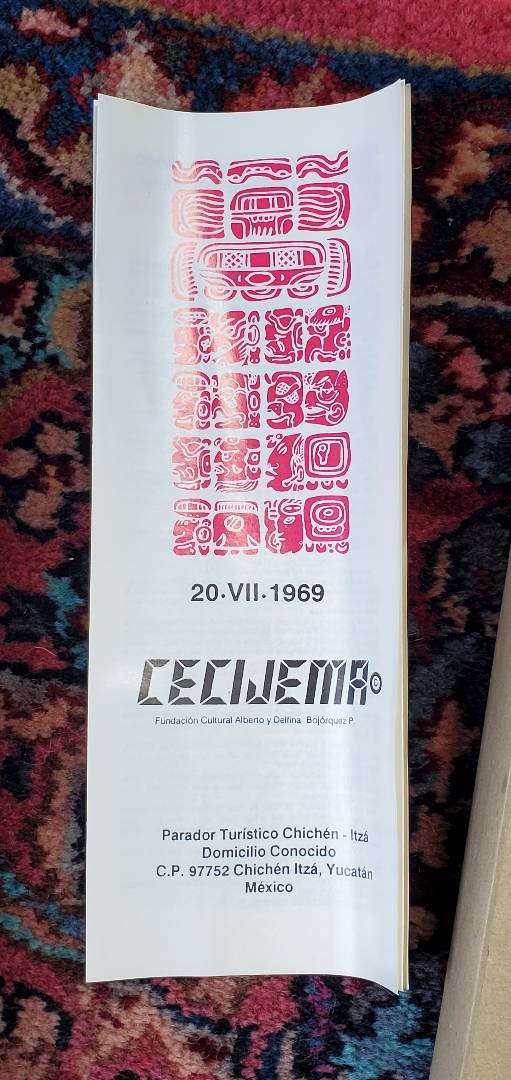 20·VII·1969
CECIJEMA
Fundación Cultural Alberto y Delfina Bojórquez P.
Parador Turístico Chichén - Itzá
Domicilio Conocido
C.P. 97752 Chichén Itzá, Yucatán
México